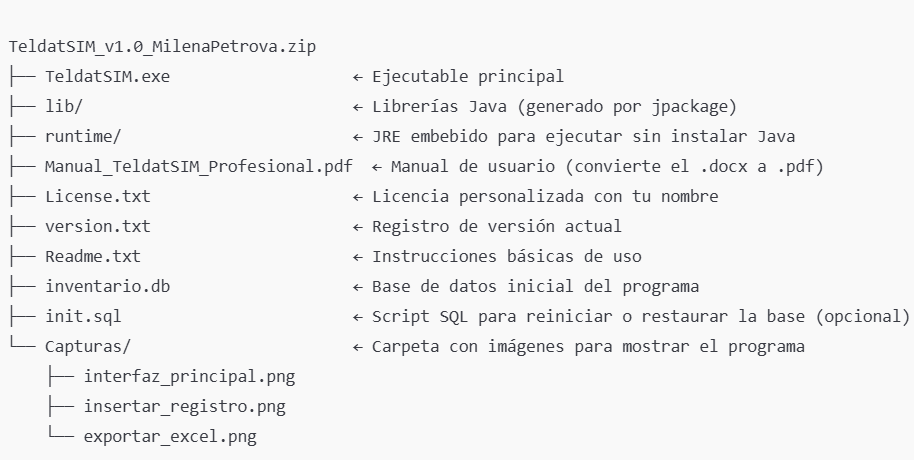 TeldatSIM_v1.0_MilenaPetrova.zip
├── TeldatSIM.exe                    ← Ejecutable principal
├── lib/                             ← Librerías Java (generado por jpackage)
├── runtime/                         ← JRE embebido para ejecutar sin instalar Java
├── Manual_TeldatSIM_Profesional.pdf  ← Manual de usuario (convierte el .docx a .pdf)
├── License.txt                      ← Licencia personalizada con tu nombre
├── version.txt                      ← Registro de versión actual
├── Readme.txt                       ← Instrucciones básicas de uso
├── inventario.db                    ← Base de datos inicial del programa
├── init.sql                         ← Script SQL para reiniciar o restaurar la base (opcional)
└── Capturas/                        ← Carpeta con imágenes para mostrar el programa
    ├── interfaz_principal.png
    ├── insertar_registro.png
    └── exportar_excel.png